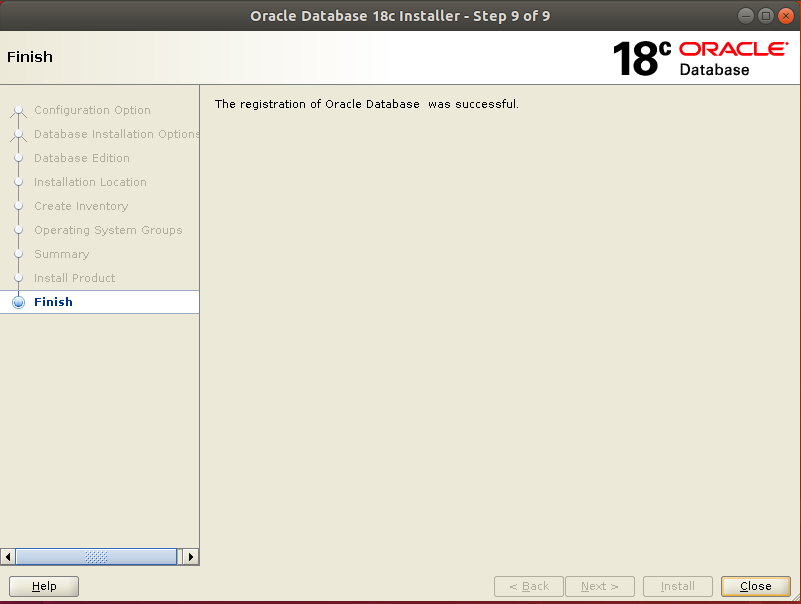 Oracle Database 18c Installer - Step 9 of 9
Finish
18c ORACLE
Database
Configuration Option
Database Installation Options
Database Edition
Installation Location
Create Inventory
Operating System Groups
Summary
Install Product
Finish
The registration of Oracle Database  was successful.
Help
< Back
Next >
Install
Close